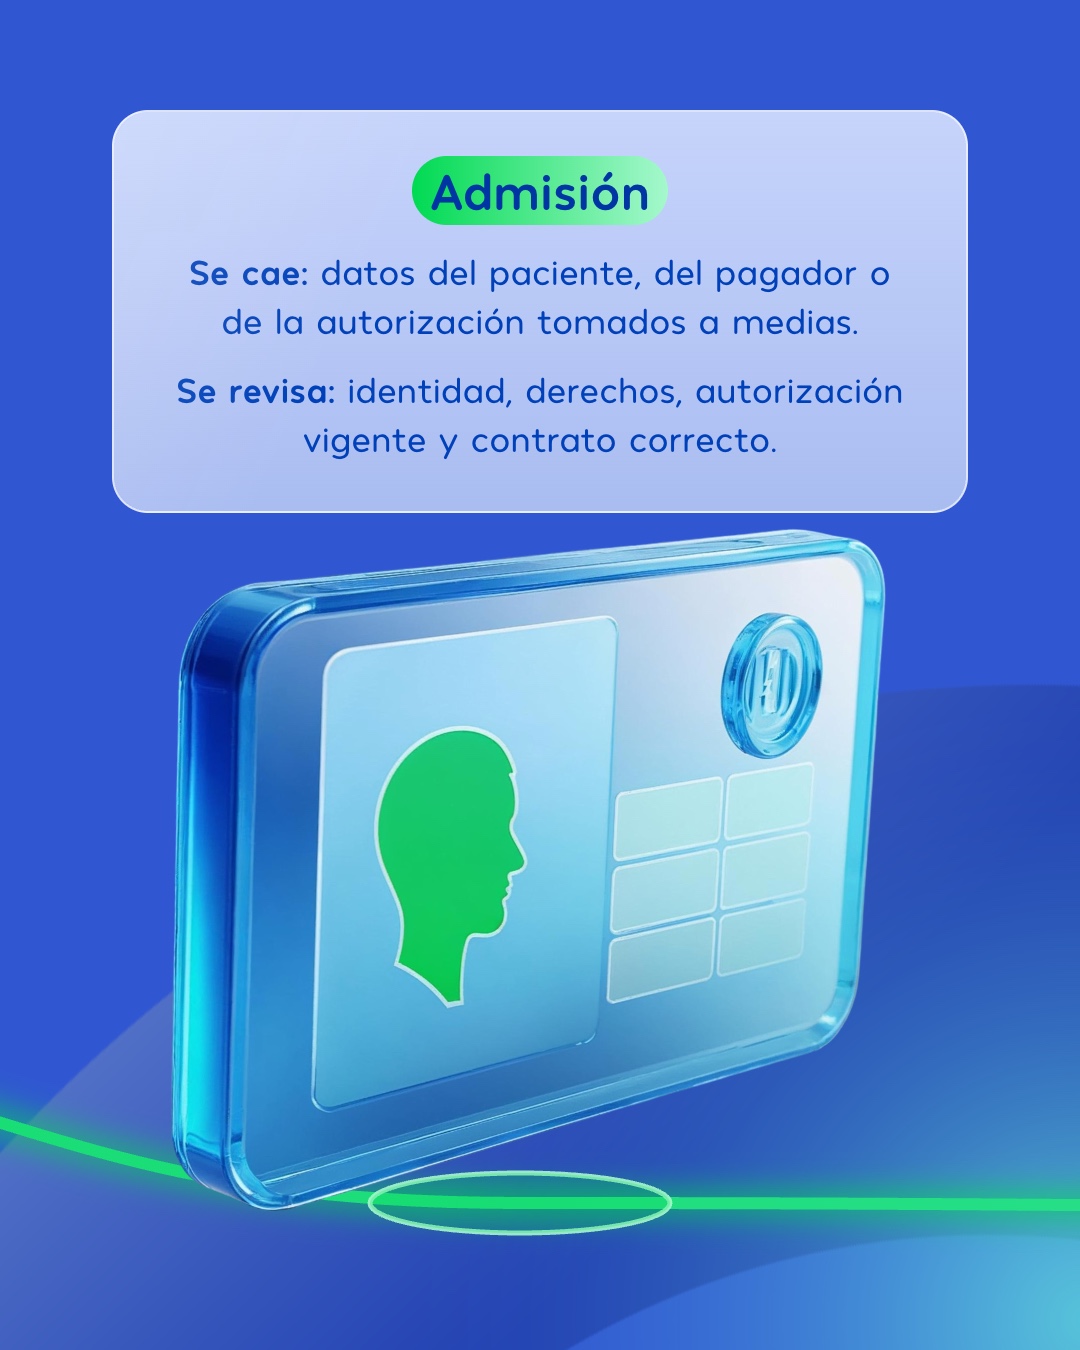 Admisión
Se cae: datos del paciente, del pagador o
de la autorización tomados a medias.
Se revisa: identidad, derechos, autorización
vigente y contrato correcto.